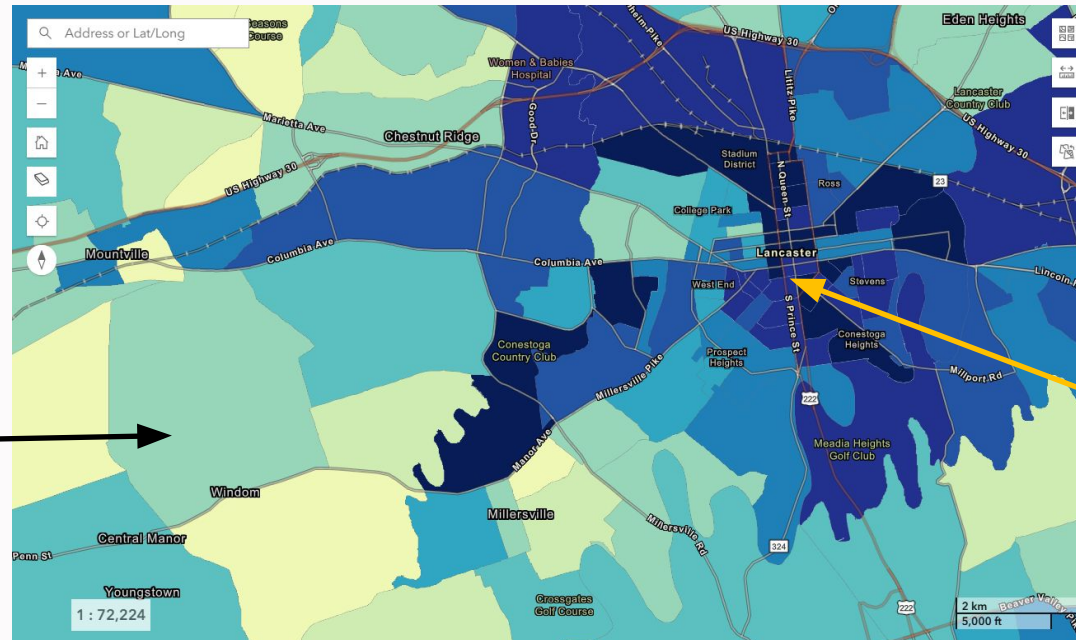 Seasons
Course
Address or Lat/Long
US Highway 30
Eden Heights
Women & Babies
Hospital
Lititz Pike
Lancaster
Country Club
Good Dr
Marietta Ave
Chestnut Ridge
US Highway 30
Stadium
District
N Queen St
Ross
23
US Highway 30
College Park
Mountville
Columbia Ave
Columbia Ave
Lancaster
West End
Stevens
Lincoln
S Prince St
Conestoga
Country Club
Prospect
Heights
Conestoga
Heights
Millport Rd
Millersville Pike
222
Manor Ave
Meadia Heights
Golf Club
Windom
Millersville
Central Manor
Millersville Rd
Penn St
324
Youngstown
Crossgates
Golf Course
222
Beaver Valley Pike
1 : 72,224
2 km
5,000 ft